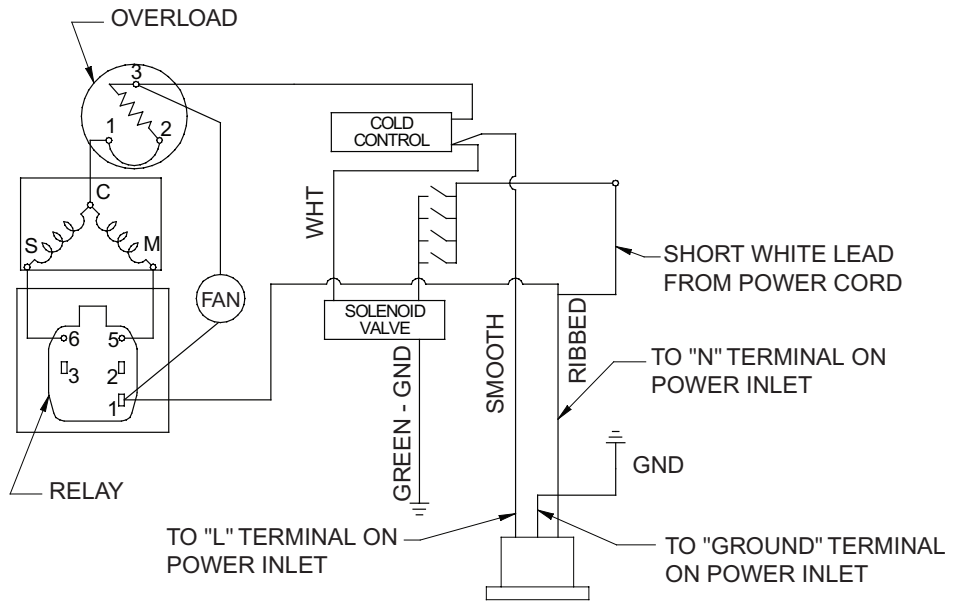 OVERLOAD
3
1
2
COLD
CONTROL
C
S
M
WHT
SHORT WHITE LEAD
FROM POWER CORD
FAN
SOLENOID
VALVE
6
5
3
2
1
SMOOTH
RIBBED
TO "N" TERMINAL ON
POWER INLET
GREEN - GND
GND
RELAY
TO "L" TERMINAL ON
POWER INLET
TO "GROUND" TERMINAL
ON POWER INLET